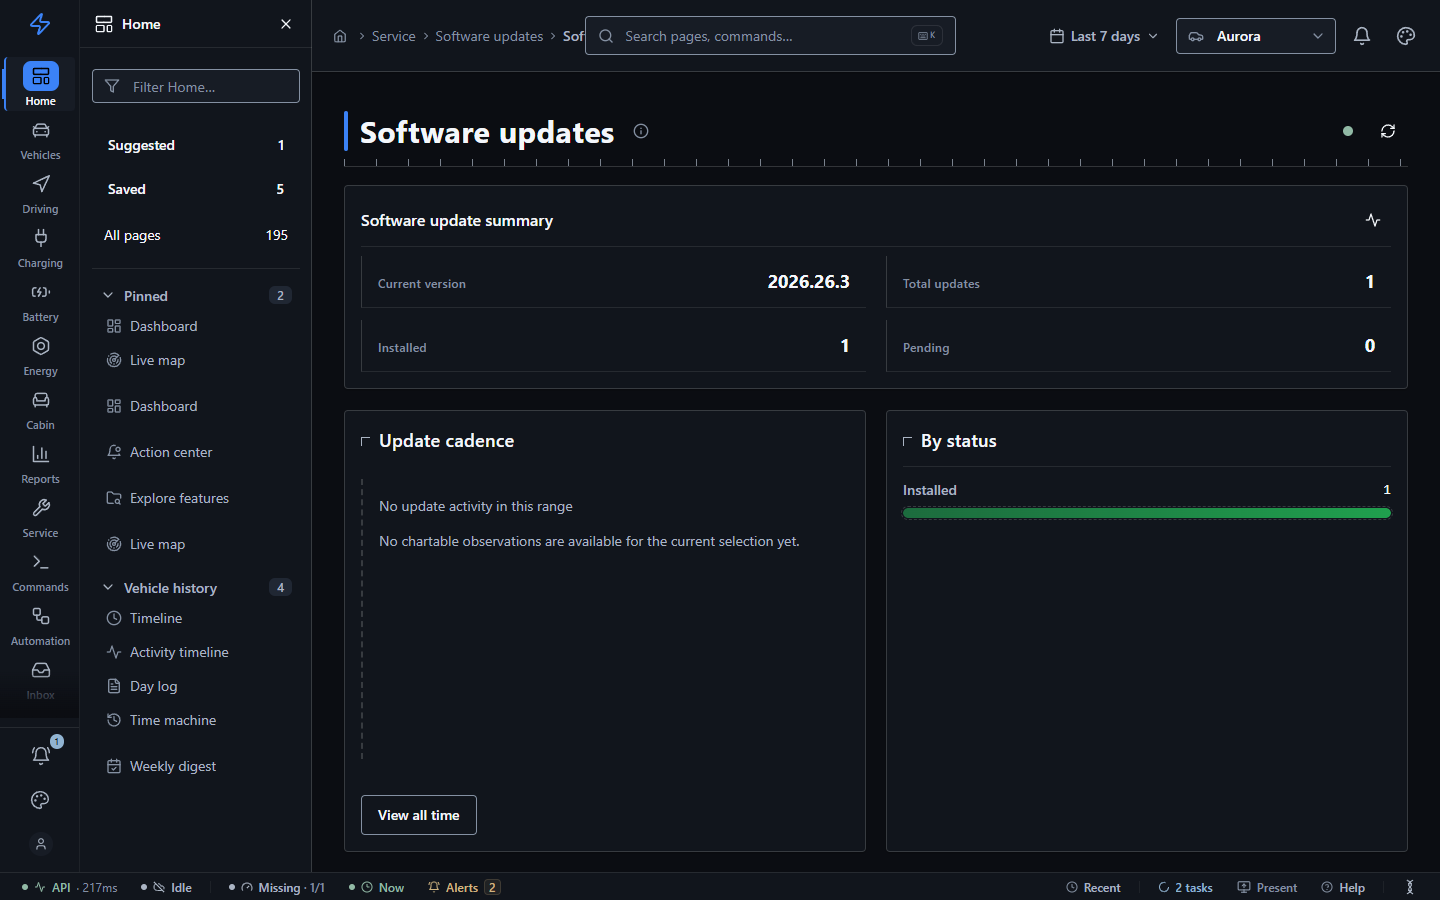 Home
Vehicles
Driving
Charging
Battery
Energy
Cabin
Reports
Service
Commands
Automation
Inbox
1
Home
Filter Home...
Suggested 1
Saved 5
All pages 195
Pinned 2
Dashboard
Live map
Dashboard
Action center
Explore features
Live map
Vehicle history 4
Timeline
Activity timeline
Day log
Time machine
Weekly digest
Service > Software updates > Sof
Search pages, commands... K
Last 7 days
Aurora
Software updates
Software update summary
Current version 2026.26.3
Total updates 1
Installed 1
Pending 0
Update cadence
No update activity in this range
No chartable observations are available for the current selection yet.
View all time
By status
Installed 1
API · 217ms
Idle
Missing · 1/1
Now
Alerts 2
Recent
2 tasks
Present
Help